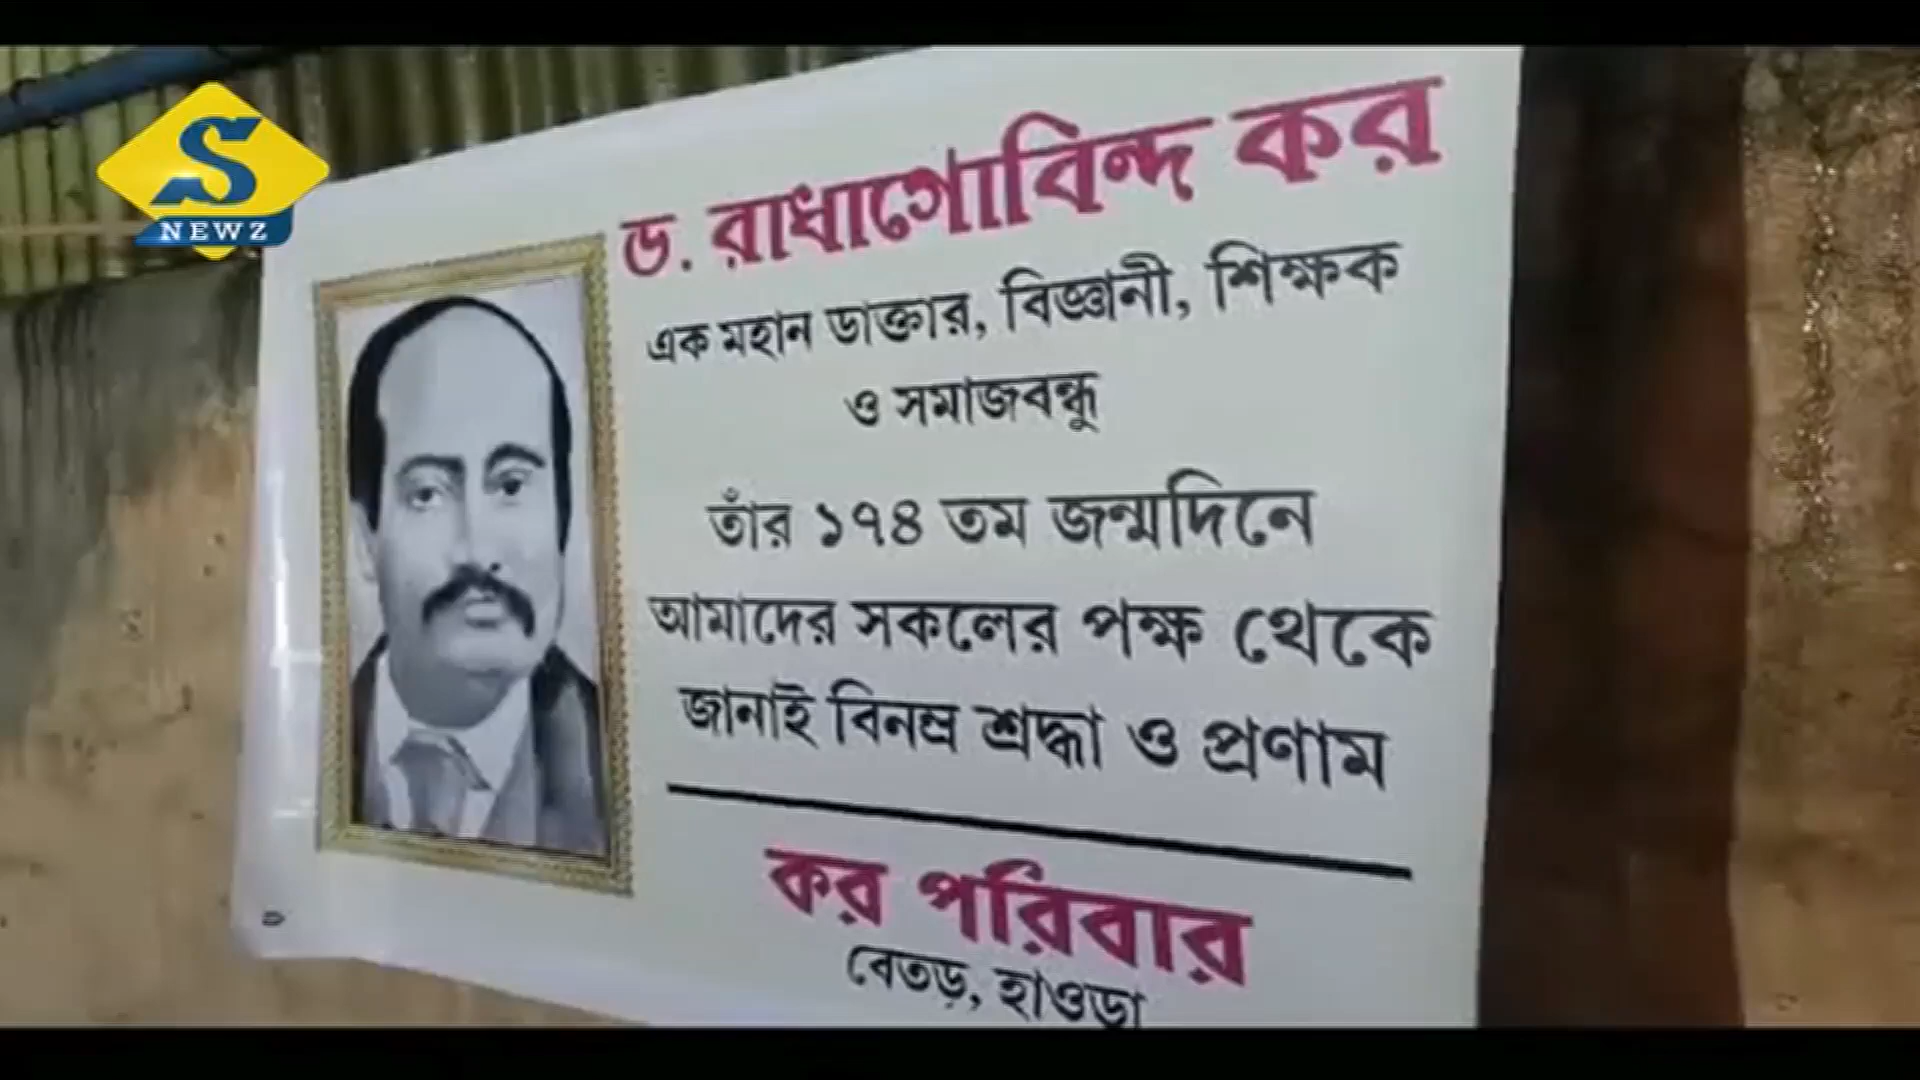 S
NEWZ
ড. রাধাগোবিন্দ কর
এক মহান ডাক্তার, বিজ্ঞানী, শিক্ষক
ও সমাজবন্ধু
তাঁর ১৭৪ তম জন্মদিনে
আমাদের সকলের পক্ষ থেকে
জানাই বিনম্র শ্রদ্ধা ও প্রণাম
কর পরিবার
বেতড়, হাওড়া